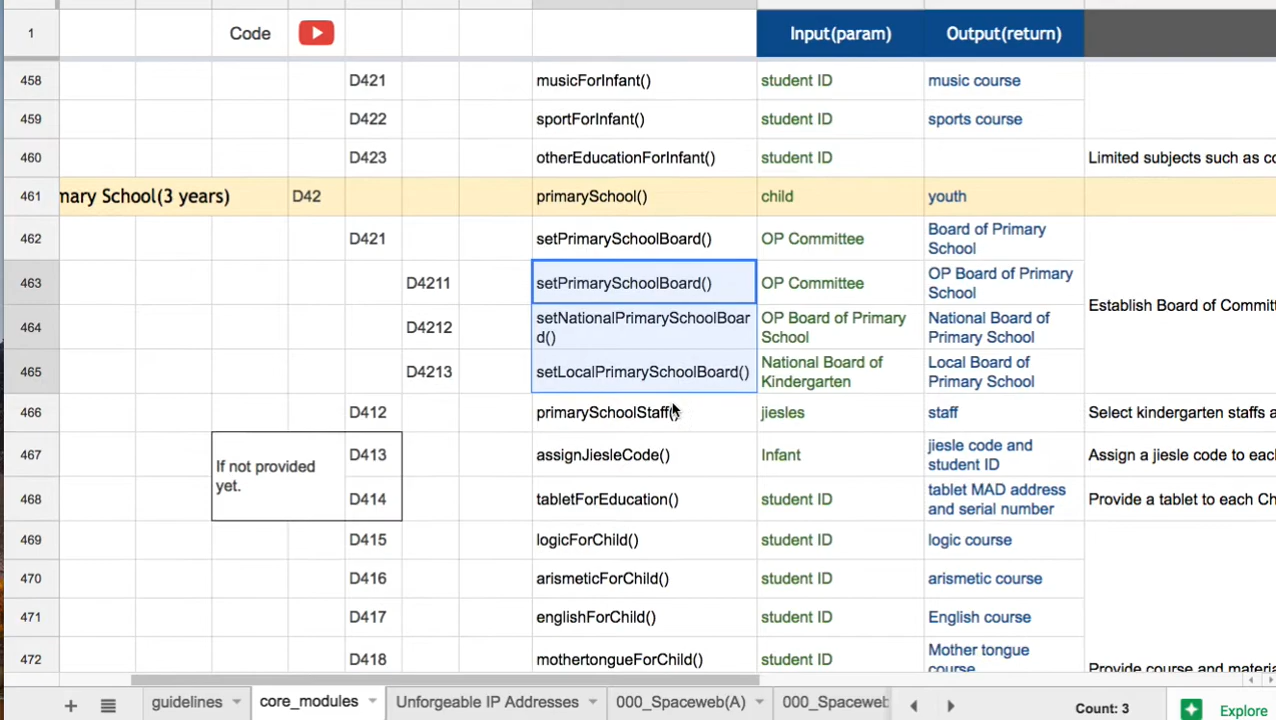 1 Code Input(param) Output(return)
458 D421 musicForInfant() student ID music course
459 D422 sportForInfant() student ID sports course
460 D423 otherEducationForInfant() student ID Limited subjects such as
461 School(3 years) D42 primarySchool() child youth
462 D421 setPrimarySchoolBoard() OP Committee Board of Primary
School
463 D4211 setPrimarySchoolBoard() OP Committee OP Board of Primary
School
Establish Board of
464 D4212 setNationalPrimarySchoolBoar
d() OP Board of Primary
School National Board of
Primary School
465 D4213 setLocalPrimarySchoolBoard() National Board of
Kindergarten Local Board of
Primary School
466 D412 primarySchoolStaff() jiesles staff Select kindergarten staffs
467 D413 assignJiesleCode() Infant jiesle code and
student ID Assign a jiesle code to
If not provided
yet.
468 D414 tabletForEducation() student ID tablet MAD address
and serial number Provide a tablet to each
469 D415 logicForChild() student ID logic course
470 D416 arismeticForChild() student ID arismetic course
471 D417 englishForChild() student ID English course
472 D418 mothertongueForChild() student ID Mother tongue
course Provide course and
+ guidelines core_modules Unforgeable IP Addresses 000_Spaceweb(A) 000_Spaceweb Count: 3 Explore